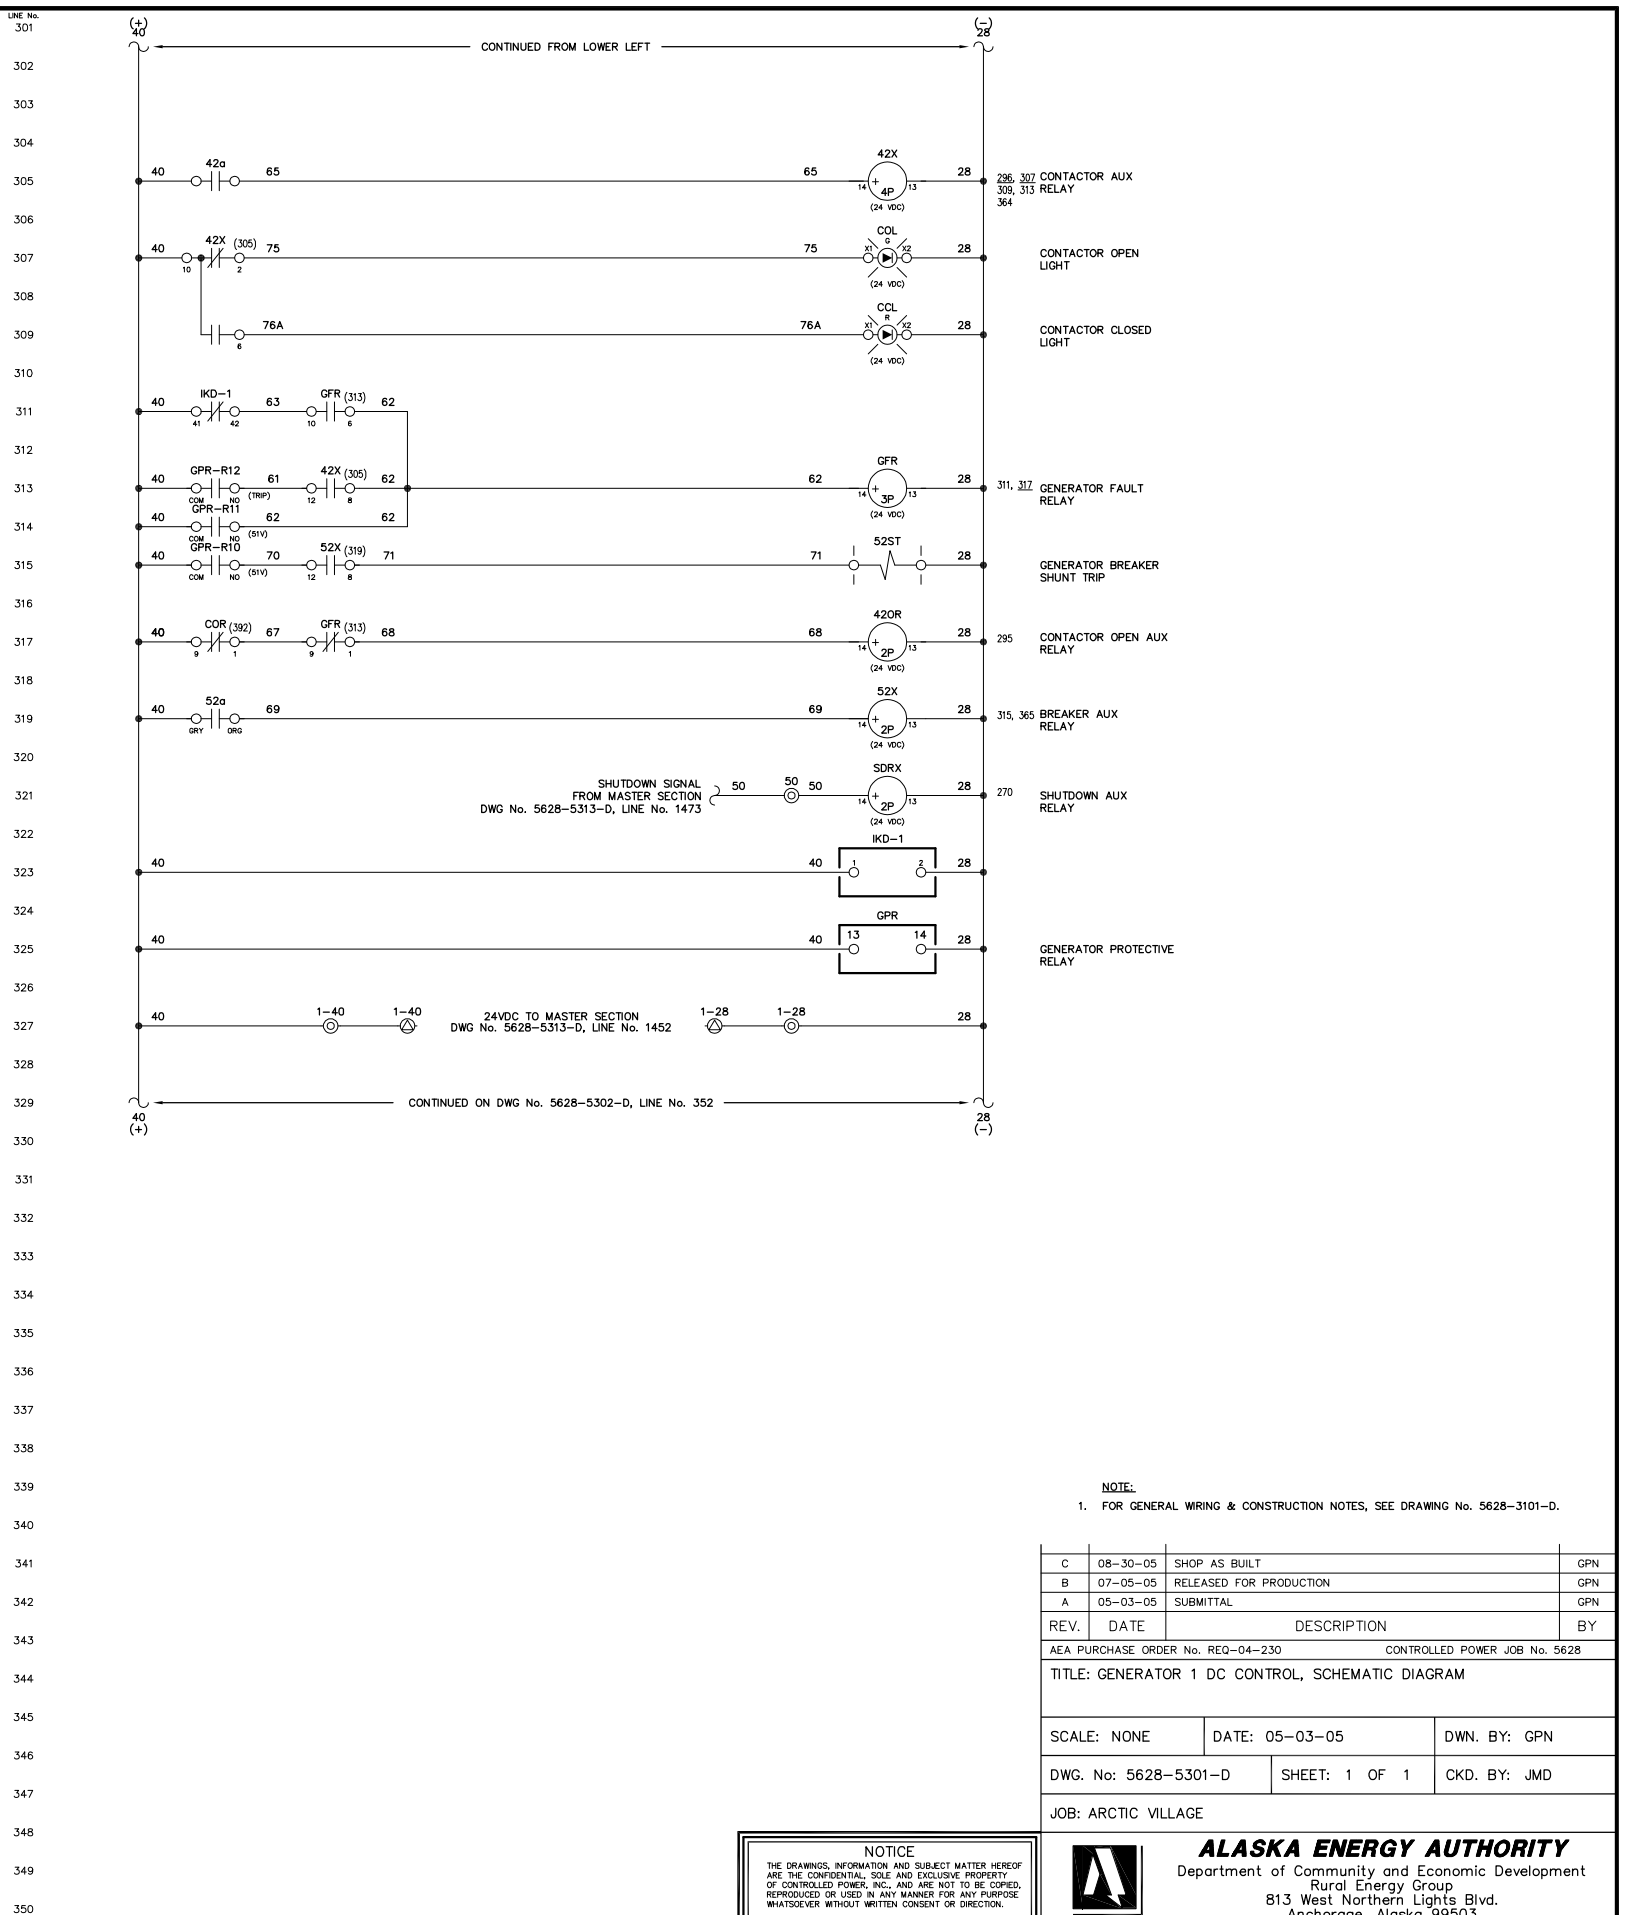 LINE No.
301 (+) 40 (-) 28
CONTINUED FROM LOWER LEFT
302
303
304
42a 42X
305 40 65 65 14 + 4P 13 28 296, 307 CONTACTOR AUX
309, 313 RELAY
(24 VDC) 364
306
42X (305) COL
307 40 10 2 75 75 X1 G X2 28 CONTACTOR OPEN
LIGHT
(24 VDC)
308
CCL
309 6 76A 76A X1 R X2 28 CONTACTOR CLOSED
LIGHT
(24 VDC)
310
IKD-1 GFR (313)
311 40 41 42 63 10 6 62
312
GPR-R12 42X (305) GFR
313 40 COM NO (TRIP) 61 12 8 62 62 14 + 3P 13 28 311, 317 GENERATOR FAULT
RELAY
(24 VDC)
GPR-R11
314 40 COM NO (51V) 62 62
GPR-R10 52X (319) 52ST
315 40 COM NO (51V) 70 12 8 71 71 28 GENERATOR BREAKER
SHUNT TRIP
316
COR (392) GFR (313) 42OR
317 40 9 1 67 9 1 68 68 14 + 2P 13 28 295 CONTACTOR OPEN AUX
RELAY
(24 VDC)
318
52a 52X
319 40 GRY ORG 69 69 14 + 2P 13 28 315, 365 BREAKER AUX
RELAY
(24 VDC)
320
SDRX
SHUTDOWN SIGNAL
321 FROM MASTER SECTION 50 50 50 14 + 2P 13 28 270 SHUTDOWN AUX
DWG No. 5628-5313-D, LINE No. 1473 RELAY
(24 VDC)
322
IKD-1
323 40 40 1 2 28
324
GPR
325 40 40 13 14 28 GENERATOR PROTECTIVE
RELAY
326
1-40 1-40 24VDC TO MASTER SECTION 1-28 1-28
327 40 DWG No. 5628-5313-D, LINE No. 1452 28
328
329 CONTINUED ON DWG No. 5628-5302-D, LINE No. 352
40 28
(+) (-)
330
331
332
333
334
335
336
337
338
339 NOTE:
1. FOR GENERAL WIRING & CONSTRUCTION NOTES, SEE DRAWING No. 5628-3101-D.
340
341 C 08-30-05 SHOP AS BUILT GPN
B 07-05-05 RELEASED FOR PRODUCTION GPN
342 A 05-03-05 SUBMITTAL GPN
REV. DATE DESCRIPTION BY
343
AEA PURCHASE ORDER No. REQ-04-230 CONTROLLED POWER JOB No. 5628
344 TITLE: GENERATOR 1 DC CONTROL, SCHEMATIC DIAGRAM
345
SCALE: NONE DATE: 05-03-05 DWN. BY: GPN
346
DWG. No: 5628-5301-D SHEET: 1 OF 1 CKD. BY: JMD
347
JOB: ARCTIC VILLAGE
348
NOTICE
THE DRAWINGS, INFORMATION AND SUBJECT MATTER HEREOF
ARE THE CONFIDENTIAL, SOLE AND EXCLUSIVE PROPERTY
OF CONTROLLED POWER, INC., AND ARE NOT TO BE COPIED,
REPRODUCED OR USED IN ANY MANNER FOR ANY PURPOSE
WHATSOEVER WITHOUT WRITTEN CONSENT OR DIRECTION.
ALASKA ENERGY AUTHORITY
349
Department of Community and Economic Development
Rural Energy Group
813 West Northern Lights Blvd.
350
Anchorage, Alaska 99503